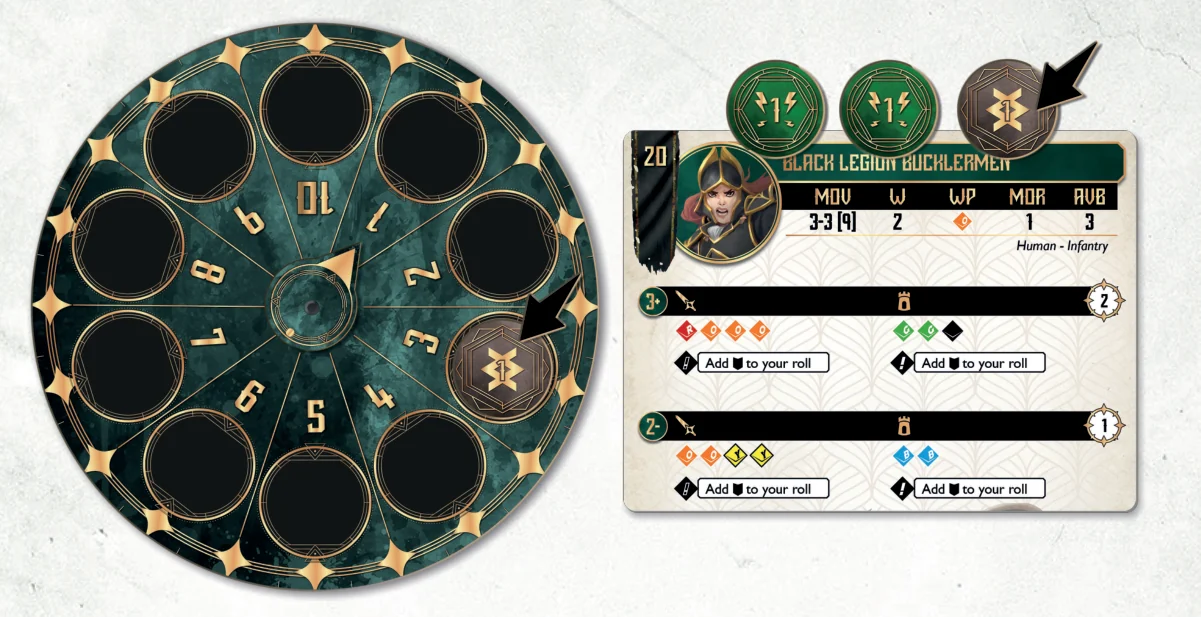 10
1
2
3
4
5
6
7
8
9
1
1
1
1
20
BLACK LEGION BUCKLERMEN
MOV W WP MOR AVB
3-3 [9] 2 O 1 3
Human - Infantry
3+ 2
R O O O G G
! Add to your roll ! Add to your roll
2- 1
O O Y Y B B
! Add to your roll ! Add to your roll